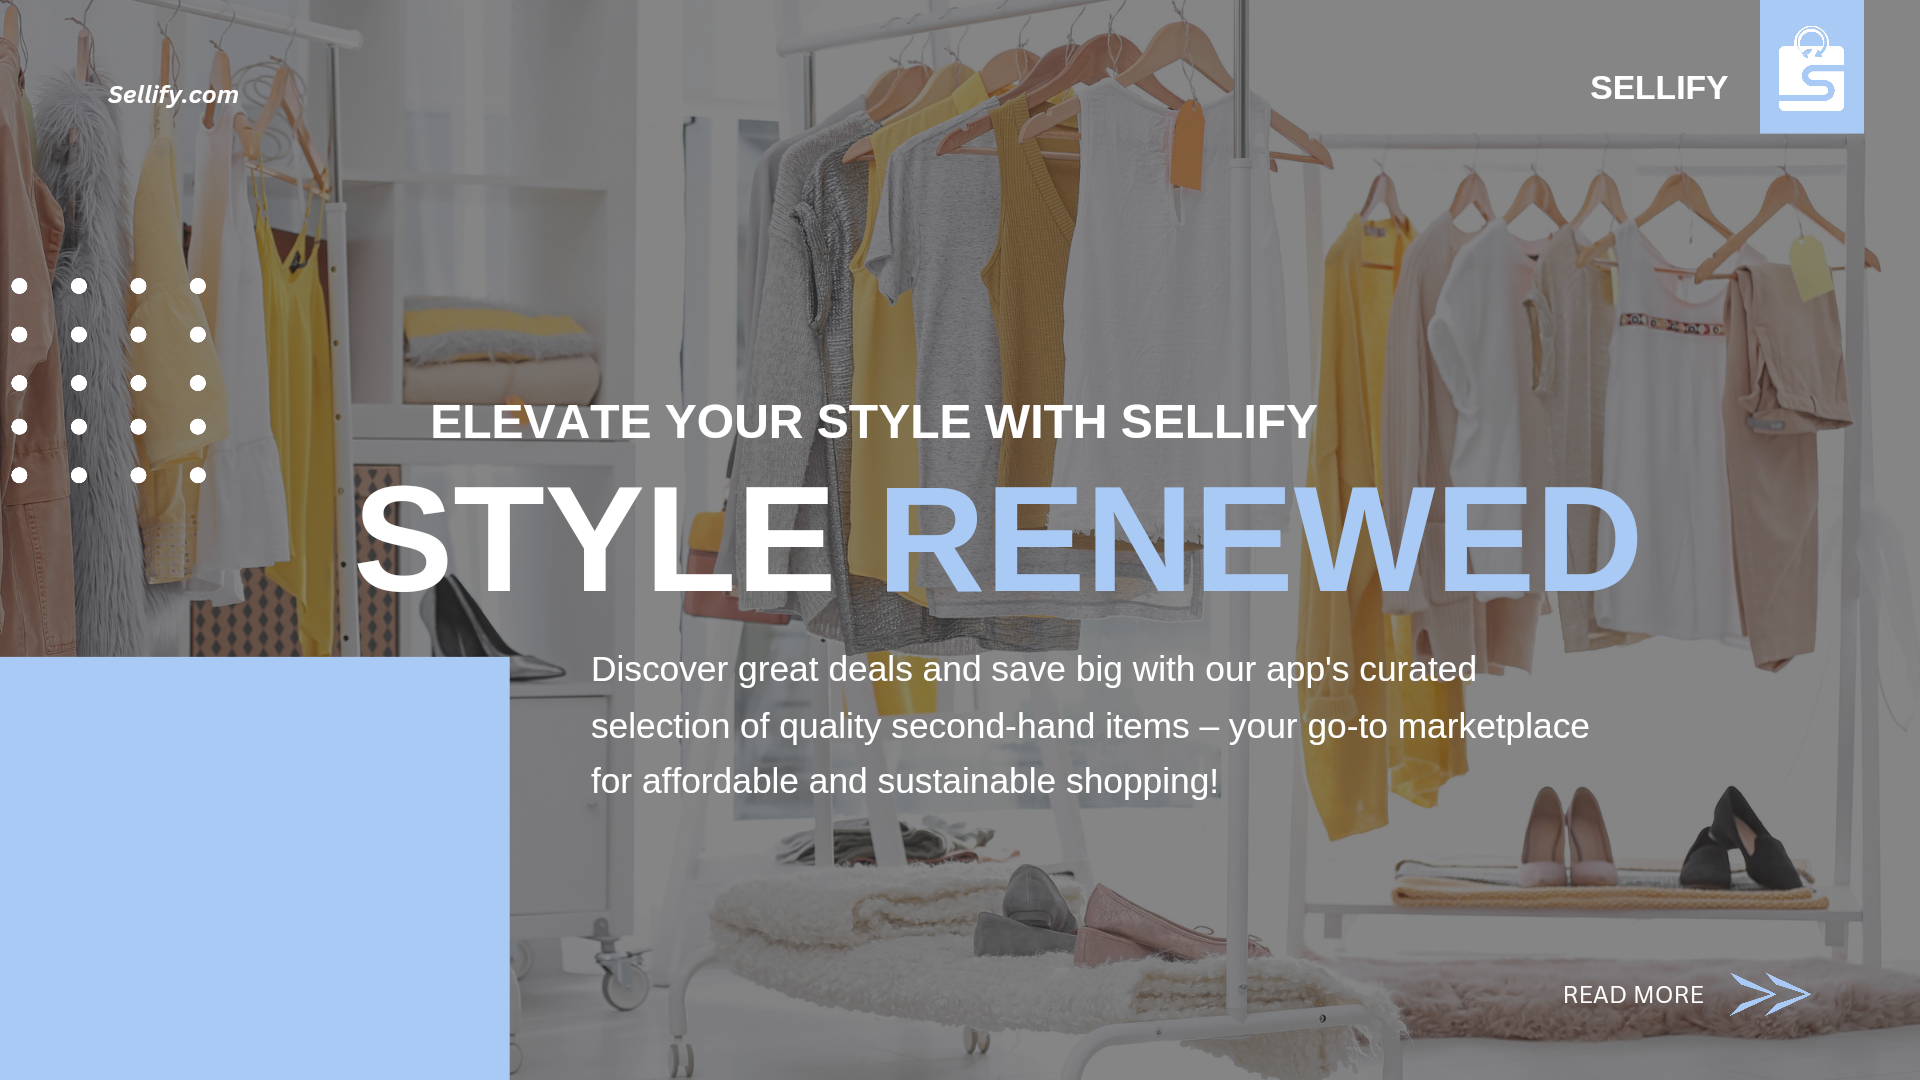 Sellify.com
SELLIFY
ELEVATE YOUR STYLE WITH SELLIFY
STYLE RENEWED
Discover great deals and save big with our app's curated
selection of quality second-hand items – your go-to marketplace
for affordable and sustainable shopping!
READ MORE